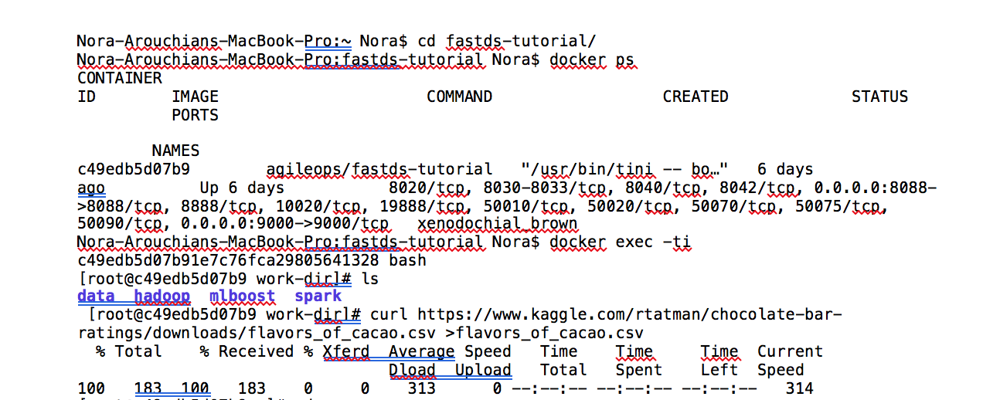 Nora-Arouchians-MacBook-Pro:~ Nora$ cd fastds-tutorial/
Nora-Arouchians-MacBook-Pro:fastds-tutorial Nora$ docker ps
CONTAINER
ID IMAGE COMMAND CREATED STATUS
PORTS
NAMES
c49edb5d07b9 agileops/fastds-tutorial "/usr/bin/tini -- bo…" 6 days
ago Up 6 days 8020/tcp, 8030-8033/tcp, 8040/tcp, 8042/tcp, 0.0.0.0:8088-
>8088/tcp, 8888/tcp, 10020/tcp, 19888/tcp, 50010/tcp, 50020/tcp, 50070/tcp, 50075/tcp,
50090/tcp, 0.0.0.0:9000->9000/tcp xenodochial_brown
Nora-Arouchians-MacBook-Pro:fastds-tutorial Nora$ docker exec -ti
c49edb5d07b91e7c76fca29805641328 bash
[root@c49edb5d07b9 work-dir]# ls
data hadoop mlboost spark
[root@c49edb5d07b9 work-dir]# curl https://www.kaggle.com/rtatman/chocolate-bar-
ratings/downloads/flavors_of_cacao.csv >flavors_of_cacao.csv
% Total % Received % Xferd Average Speed Time Time Time Current
Dload Upload Total Spent Left Speed
100 183 100 183 0 0 313 0 --:--:-- --:--:-- --:--:-- 314